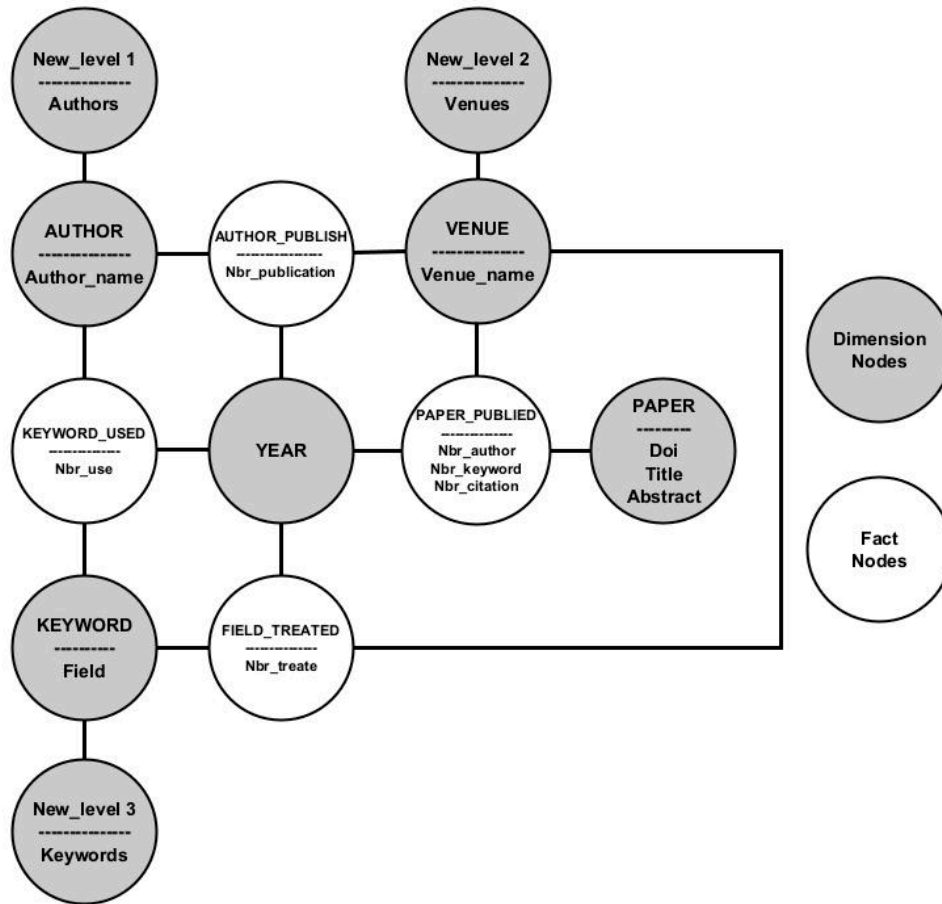 New_level 1
---------------
Authors
New_level 2
---------------
Venues
AUTHOR
---------------
Author_name
AUTHOR_PUBLISH
-----------------
Nbr_publication
VENUE
---------------
Venue_name
KEYWORD_USED
---------------
Nbr_use
YEAR
PAPER_PUBLIED
---------------
Nbr_author
Nbr_keyword
Nbr_citation
PAPER
---------
Doi
Title
Abstract
Dimension
Nodes
KEYWORD
----------
Field
FIELD_TREATED
---------------
Nbr_treate
Fact
Nodes
New_level 3
---------------
Keywords